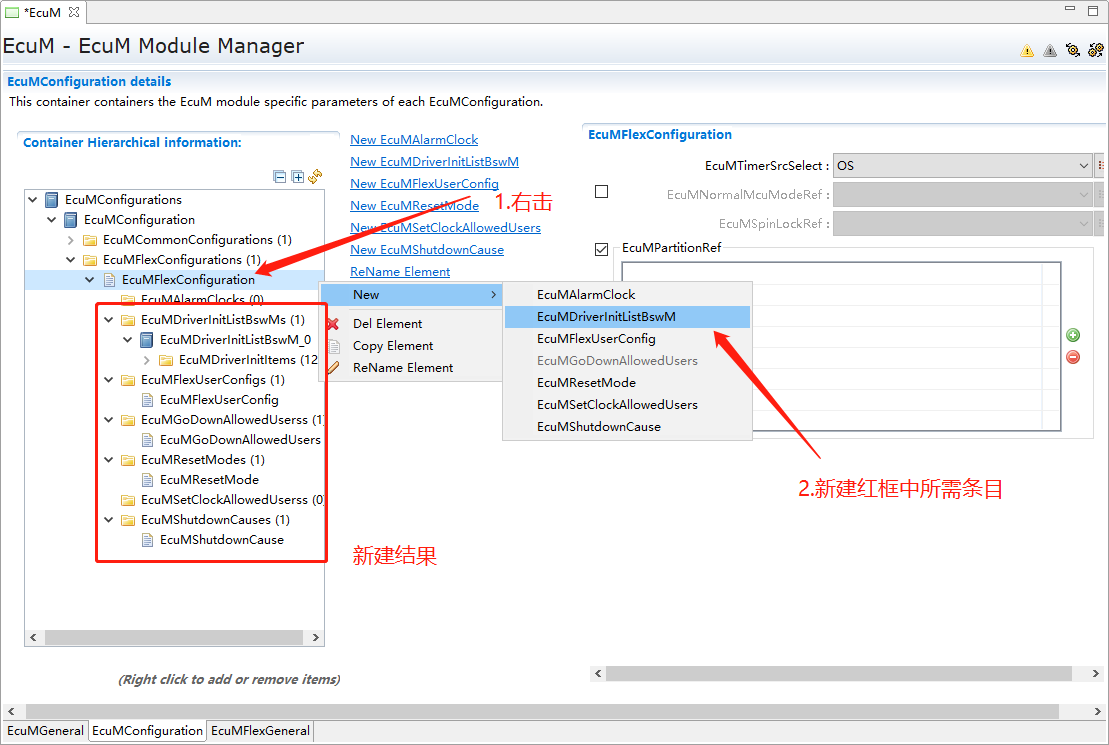 *EcuM
EcuM - EcuM Module Manager
EcuMConfiguration details
This container containers the EcuM module specific parameters of each EcuMConfiguration.
Container Hierarchical information:
EcuMConfigurations
EcuMConfiguration
EcuMCommonConfigurations (1)
EcuMFlexConfigurations (1)
EcuMFlexConfiguration
EcuMAlarmClocks (0)
EcuMDriverInitListBswMs (1)
EcuMDriverInitListBswM_0
EcuMDriverInitItems (12
EcuMFlexUserConfigs (1)
EcuMFlexUserConfig
EcuMGoDownAllowedUserss (1)
EcuMGoDownAllowedUsers
EcuMResetModes (1)
EcuMResetMode
EcuMSetClockAllowedUserss (0)
EcuMShutdownCauses (1)
EcuMShutdownCause
(Right click to add or remove items)
New EcuMAlarmClock
New EcuMDriverInitListBswM
New EcuMFlexUserConfig
New EcuMResetMode
New EcuMSetClockAllowedUsers
New EcuMShutdownCause
ReName Element
1.右击
New
Del Element
Copy Element
ReName Element
EcuMAlarmClock
EcuMDriverInitListBswM
EcuMFlexUserConfig
EcuMGoDownAllowedUsers
EcuMResetMode
EcuMSetClockAllowedUsers
EcuMShutdownCause
2.新建红框中所需条目
新建结果
EcuMFlexConfiguration
EcuMTimerSrcSelect : OS
EcuMNormalMcuModeRef :
EcuMSpinLockRef :
EcuMPartitionRef
EcuMGeneral EcuMConfiguration EcuMFlexGeneral